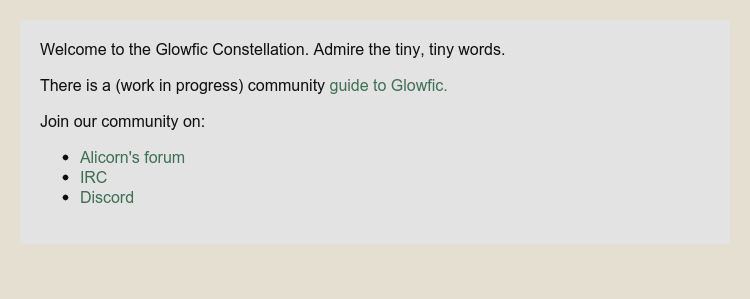 Welcome to the Glowfic Constellation. Admire the tiny, tiny words.
There is a (work in progress) community guide to Glowfic.
Join our community on:
Alicorn's forum
IRC
Discord